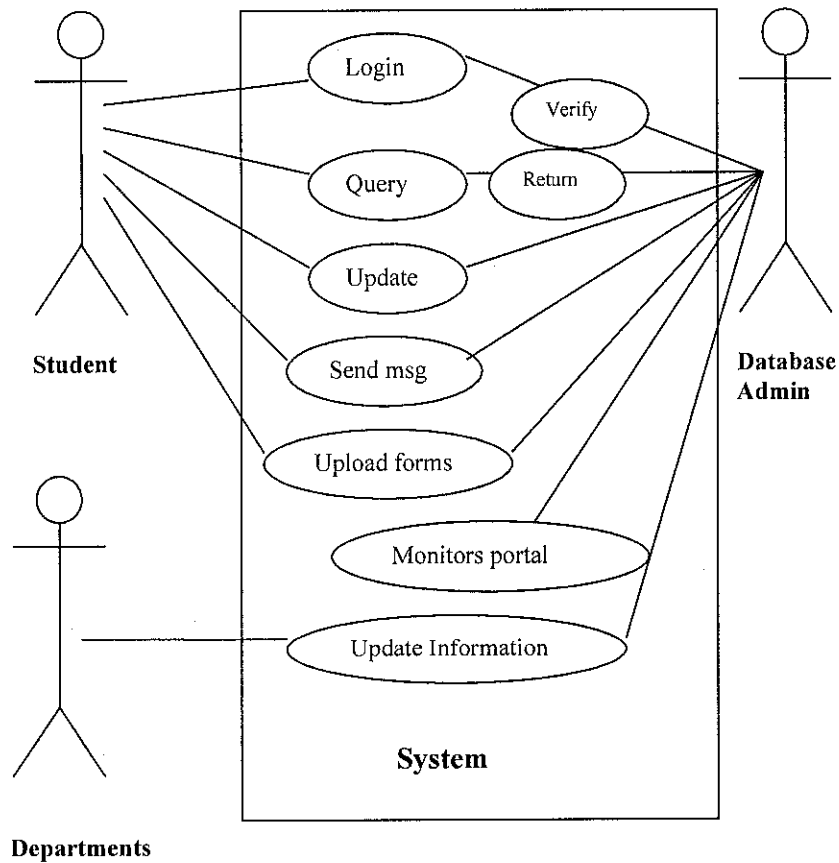 Login
Verify
Query
Return
Update
Student
Send msg
Database
Admin
Upload forms
Monitors portal
Update Information
System
Departments